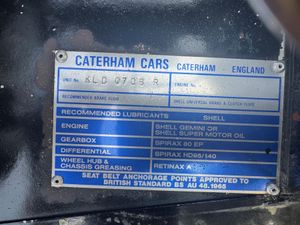 CATERHAM CARS CATERHAM - ENGLAND
UNIT No. KLD 0706 R ENGINE No.
RECOMMENDED BRAKE FLUID SHELL UNIVERSAL BRAKE & CLUTCH FLUID
RECOMMENDED LUBRICANTS SHELL
ENGINE SHELL GEMINI OR
SHELL SUPER MOTOR OIL
GEARBOX SPIRAX 80 EP
DIFFERENTIAL SPIRAX HD95/140
WHEEL HUB &
CHASSIS GREASING RETINAX A
SEAT BELT ANCHORAGE POINTS APPROVED TO
BRITISH STANDARD BS AU 48.1965